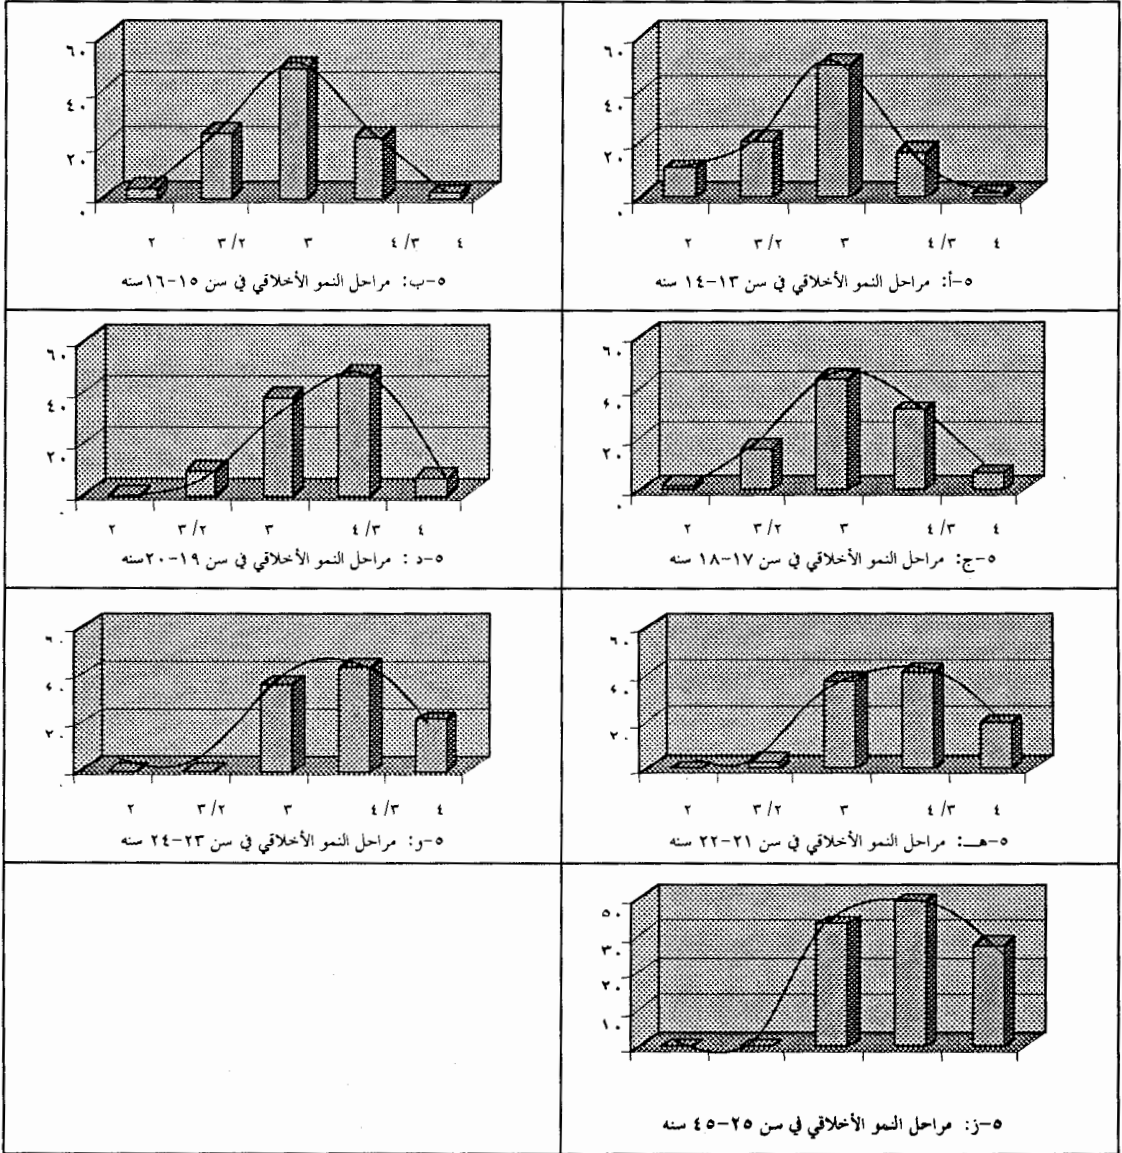 ٦٠
٤٠
٢٠
٠
٢ ٣/٢ ٣ ٤/٣ ٤
٥-أ: مراحل النمو الأخلاقي في سن ١٣-١٤ سنه
٦٠
٤٠
٢٠
٠
٢ ٣/٢ ٣ ٤/٣ ٤
٥-ب: مراحل النمو الأخلاقي في سن ١٥-١٦سنه
٦٠
٤٠
٢٠
٠
٢ ٣/٢ ٣ ٤/٣ ٤
٥-ج: مراحل النمو الأخلاقي في سن ١٧-١٨ سنه
٦٠
٤٠
٢٠
٠
٢ ٣/٢ ٣ ٤/٣ ٤
٥-د : مراحل النمو الأخلاقي في سن ١٩-٢٠سنه
٦٠
٤٠
٢٠
٢ ٣/٢ ٣ ٤/٣ ٤
٥-هـ: مراحل النمو الأخلاقي في سن ٢١-٢٢ سنه
٦٠
٤٠
٢٠
٠
٢ ٣/٢ ٣ ٤/٣ ٤
٥-و: مراحل النمو الأخلاقي في سن ٢٣-٢٤ سنه
٥٠
٣٠
٢٠
١٠
٥-ز: مراحل النمو الأخلاقي في سن ٢٥-٤٥ سنه